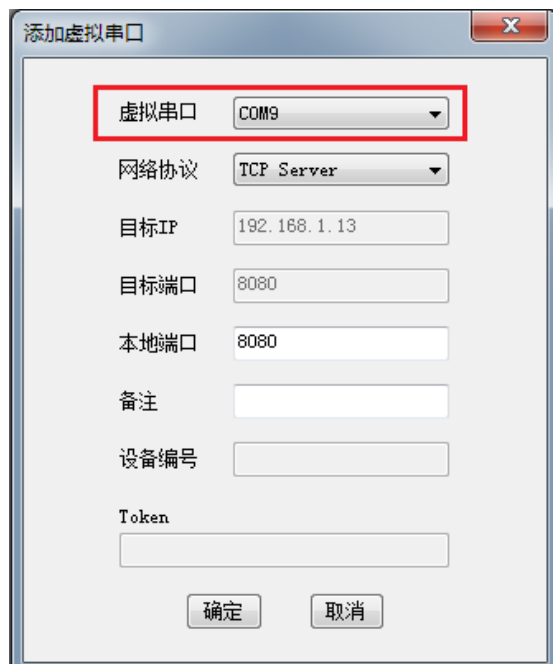 添加虚拟串口
虚拟串口 COM9
网络协议 TCP Server
目标IP 192.168.1.13
目标端口 8080
本地端口 8080
备注
设备编号
Token
确定 取消